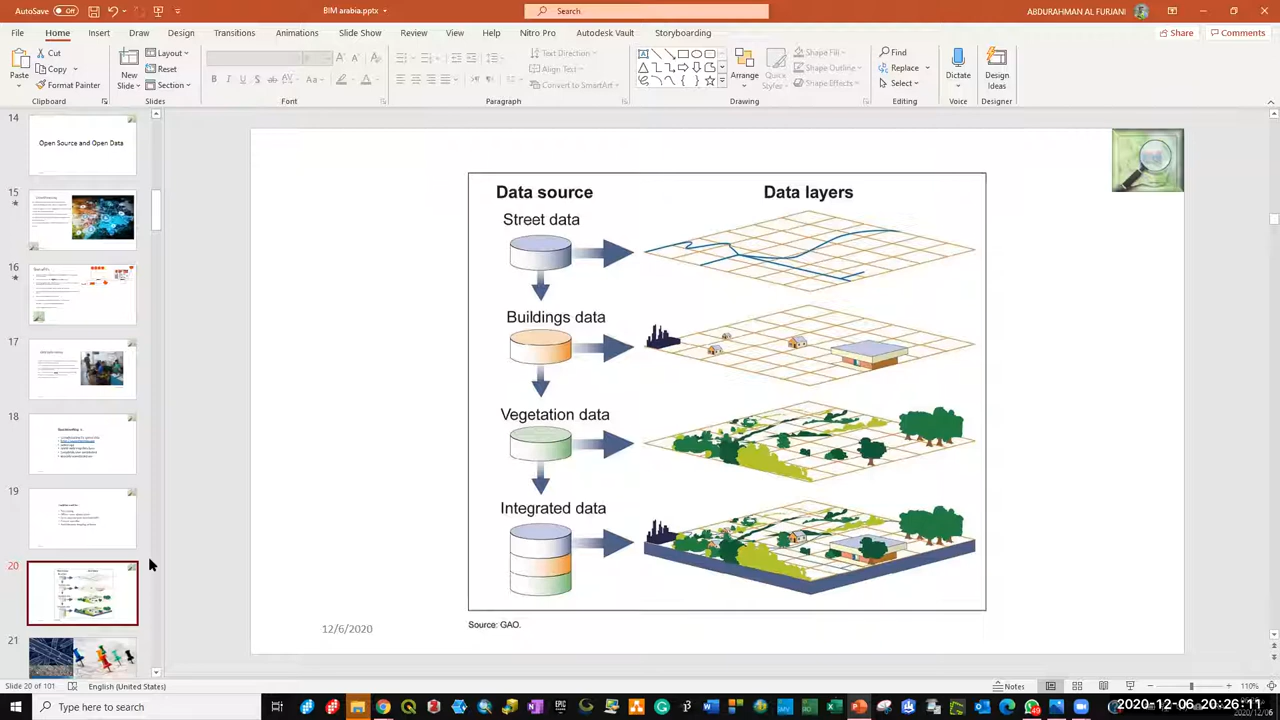 AutoSave Off
BIM arabia.pptx
Search
ABDURAHMAN AL FURJANI
File Home Insert Draw Design Transitions Animations Slide Show Review View Help Nitro Pro Autodesk Vault Storyboarding
Share Comments
Paste
Cut
Copy
Format Painter
Clipboard
New
Slide
Layout
Reset
Section
Slides
Font
Text Direction
Align Text
Convert to SmartArt
Paragraph
Arrange
Quick
Styles
Shape Fill
Shape Outline
Shape Effects
Drawing
Find
Replace
Select
Editing
Dictate
Voice
Design
Ideas
Designer
14
Open Source and Open Data
15
16
17
18
19
20
21
Data source
Data layers
Street data
Buildings data
Vegetation data
Integrated data
Source: GAO.
12/6/2020
Slide 20 of 101
English (United States)
Notes
110%
Type here to search
2020-12-06 20:26:11
2020/12/06